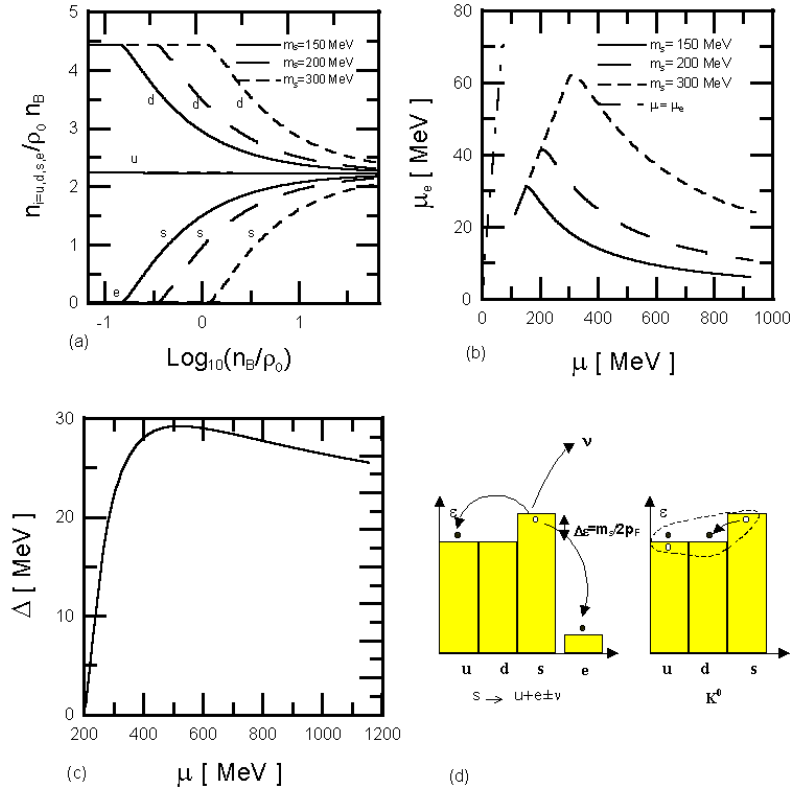 5
4
3
2
1
0
n_{i=u,d,s,e}/ρ₀ n_B
m_s=150 MeV
m_s=200 MeV
m_s=300 MeV
d
d
d
u
s
s
s
e
-1
0
1
(a)
Log₁₀(n_B/ρ₀)
80
60
40
20
0
μ_e [ MeV]
m_s= 150 MeV
m_s= 200 MeV
m_s= 300 MeV
μ= μ_e
0
200
400
600
800
1000
(b)
μ [ MeV]
30
20
10
0
Δ [ MeV]
200
400
600
800
1000
1200
(c)
μ [ MeV]
ν
ε
Δε=m_s/2p_F
u
d
s
e
s → u+e±ν
ε
u
d
s
K⁰
(d)